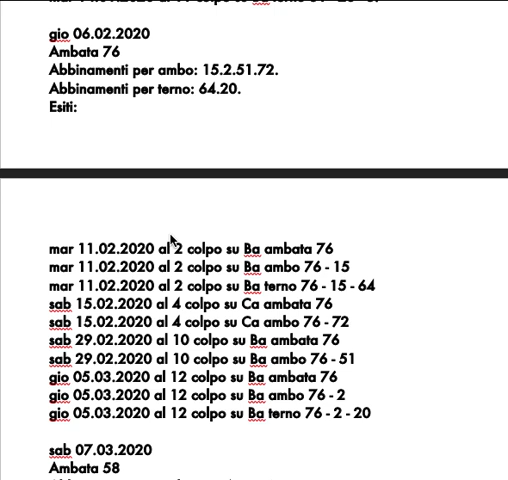 gio 06.02.2020
Ambata 76
Abbinamenti per ambo: 15.2.51.72.
Abbinamenti per terno: 64.20.
Esiti:
mar 11.02.2020 al 2 colpo su Ba ambata 76
mar 11.02.2020 al 2 colpo su Ba ambo 76 - 15
mar 11.02.2020 al 2 colpo su Ba terno 76 - 15 - 64
sab 15.02.2020 al 4 colpo su Ca ambata 76
sab 15.02.2020 al 4 colpo su Ca ambo 76 - 72
sab 29.02.2020 al 10 colpo su Ba ambata 76
sab 29.02.2020 al 10 colpo su Ba ambo 76 - 51
gio 05.03.2020 al 12 colpo su Ba ambata 76
gio 05.03.2020 al 12 colpo su Ba ambo 76 - 2
gio 05.03.2020 al 12 colpo su Ba terno 76 - 2 - 20
sab 07.03.2020
Ambata 58